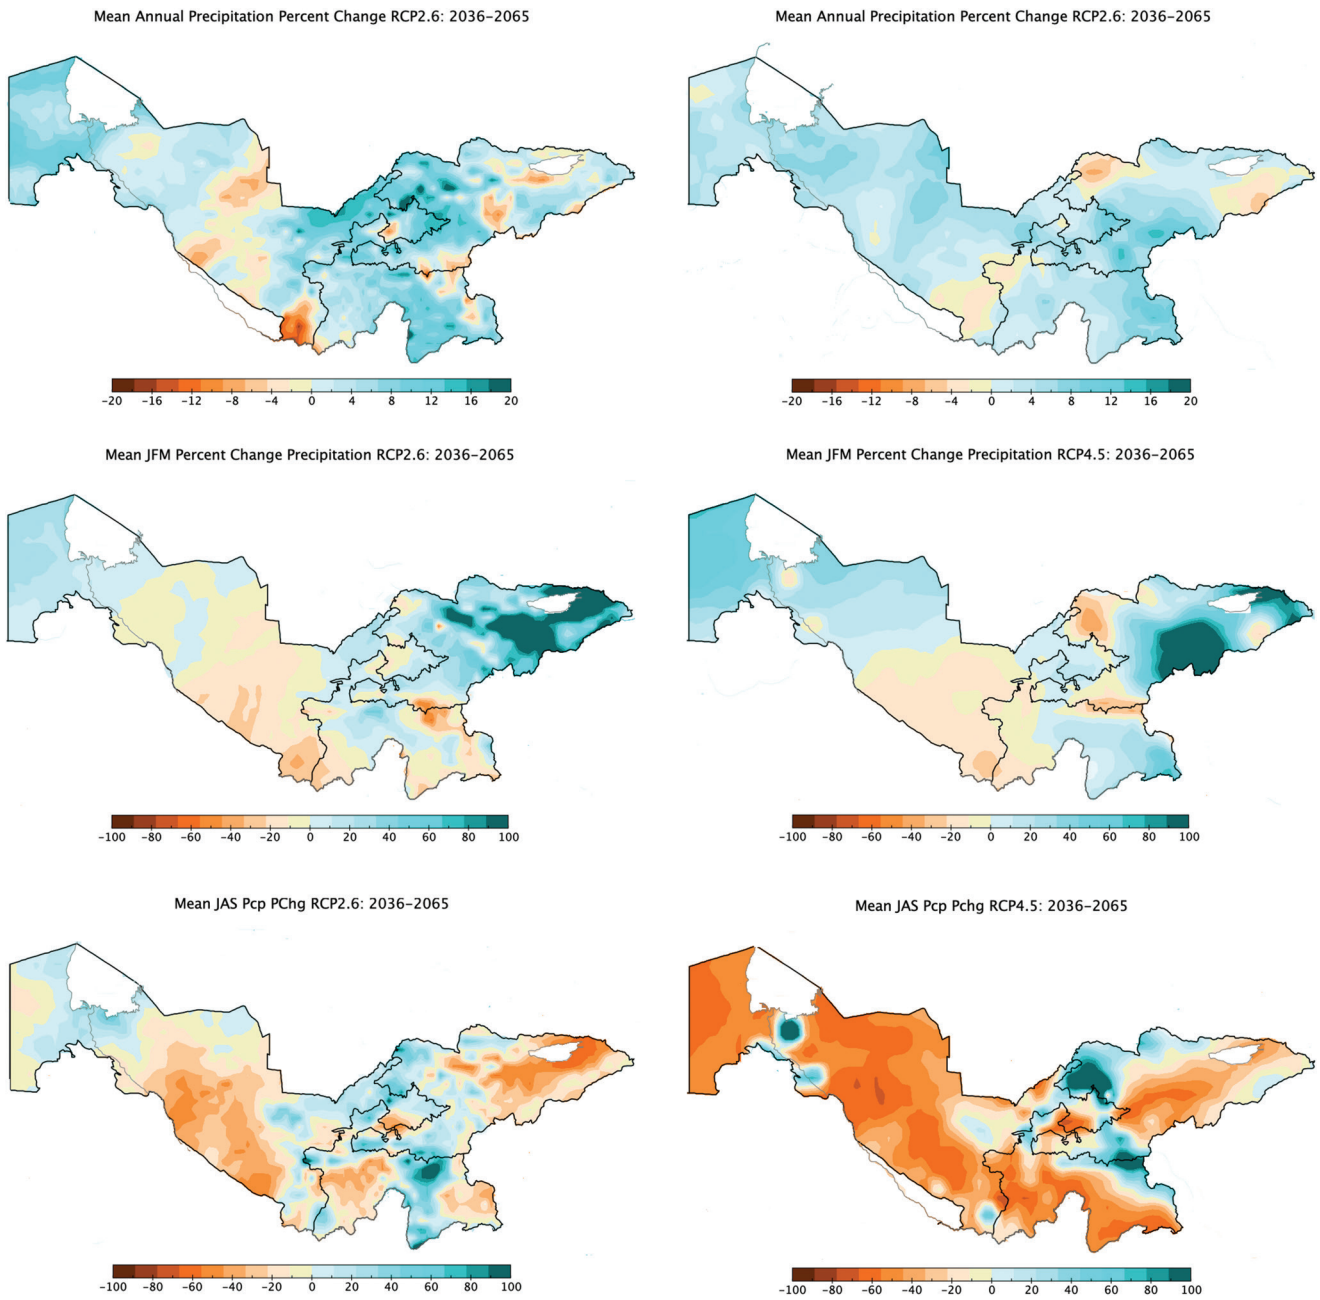 Mean Annual Precipitation Percent Change RCP2.6: 2036–2065
Mean Annual Precipitation Percent Change RCP2.6: 2036–2065
−20 −16 −12 −8 −4 0 4 8 12 16 20
−20 −16 −12 −8 −4 0 4 8 12 16 20
Mean JFM Percent Change Precipitation RCP2.6: 2036–2065
Mean JFM Percent Change Precipitation RCP4.5: 2036–2065
−100 −80 −60 −40 −20 0 20 40 60 80 100
−100 −80 −60 −40 −20 0 20 40 60 80 100
Mean JAS Pcp PChg RCP2.6: 2036–2065
Mean JAS Pcp Pchg RCP4.5: 2036–2065
−100 −80 −60 −40 −20 0 20 40 60 80 100
−100 −80 −60 −40 −20 0 20 40 60 80 100